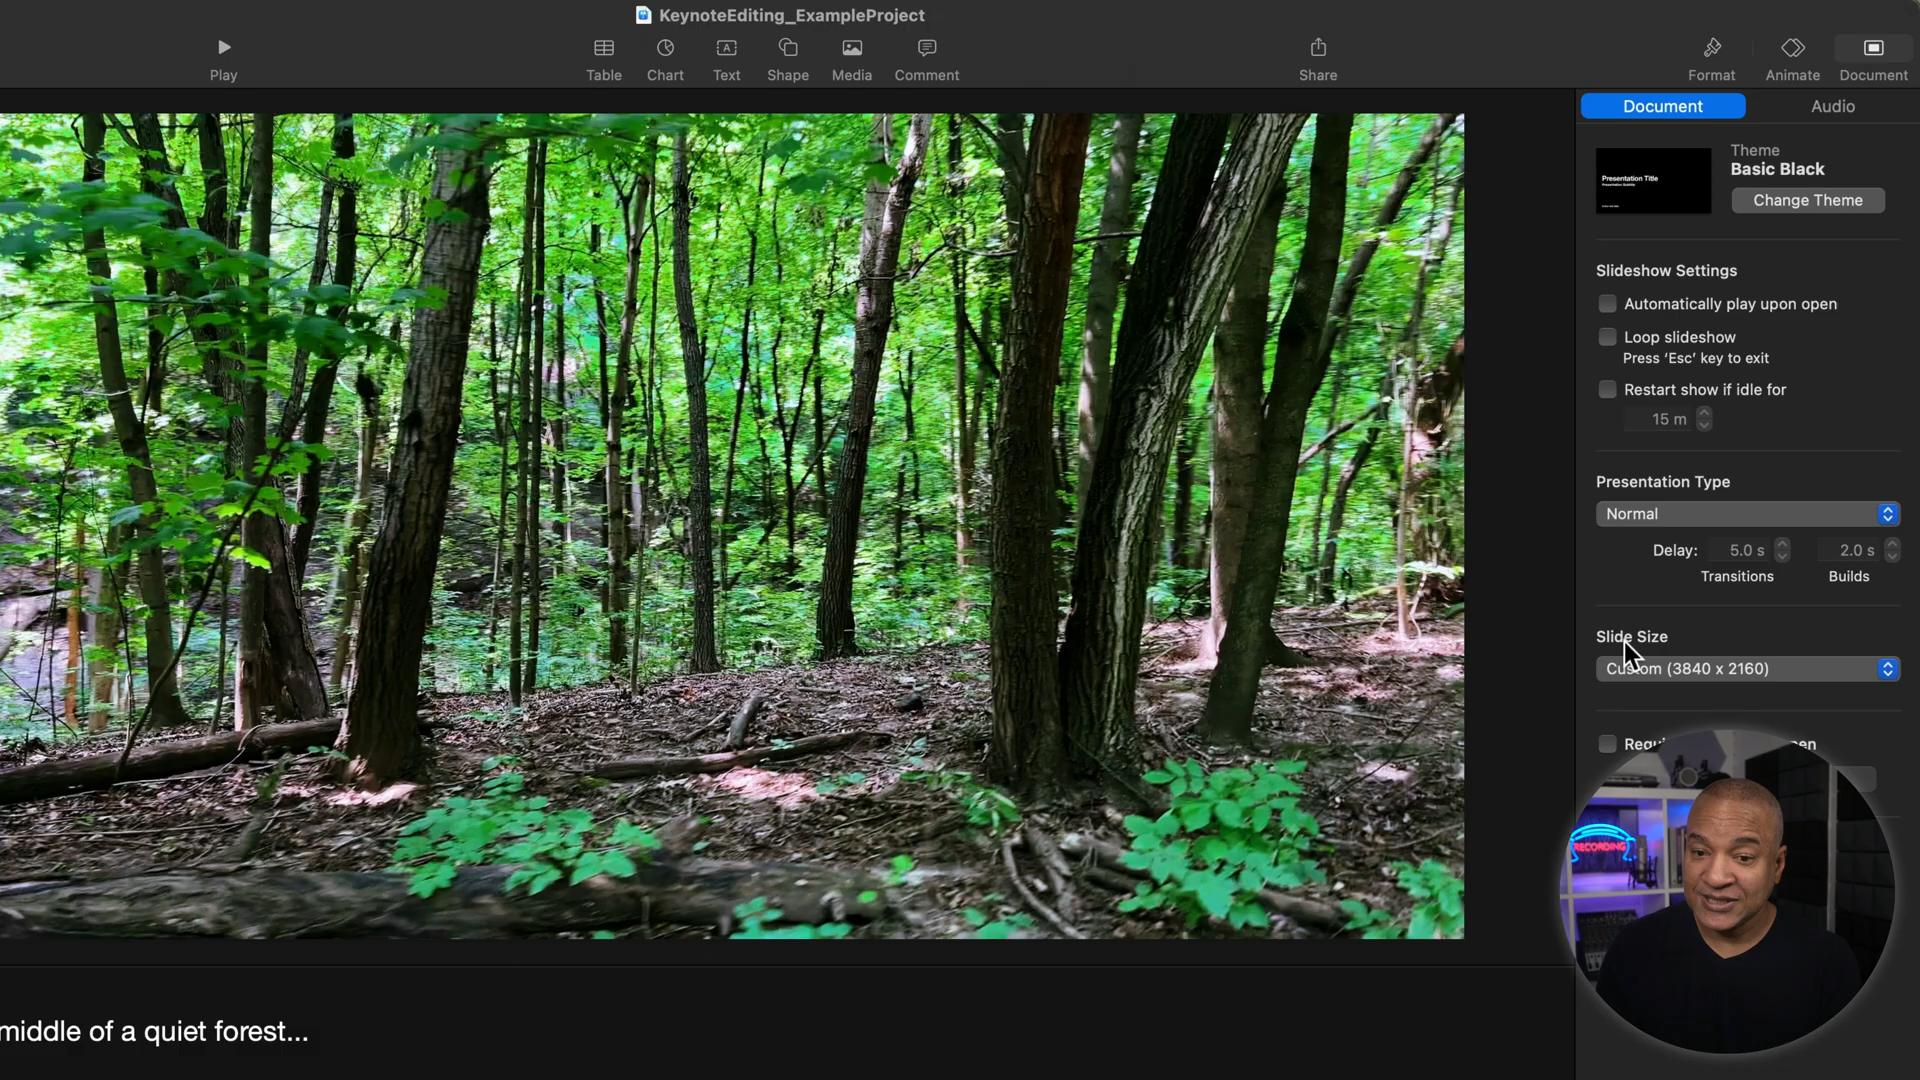 KeynoteEditing_ExampleProject
Play
Table
Chart
Text
Shape
Media
Comment
Share
Format
Animate
Document
Document
Audio
Presentation Title
Presentation Subtitle
Theme
Basic Black
Change Theme
Slideshow Settings
Automatically play upon open
Loop slideshow
Press ‘Esc’ key to exit
Restart show if idle for
15 m
Presentation Type
Normal
Delay:
5.0 s
2.0 s
Transitions
Builds
Slide Size
Custom (3840 x 2160)
RECORDING
middle of a quiet forest...